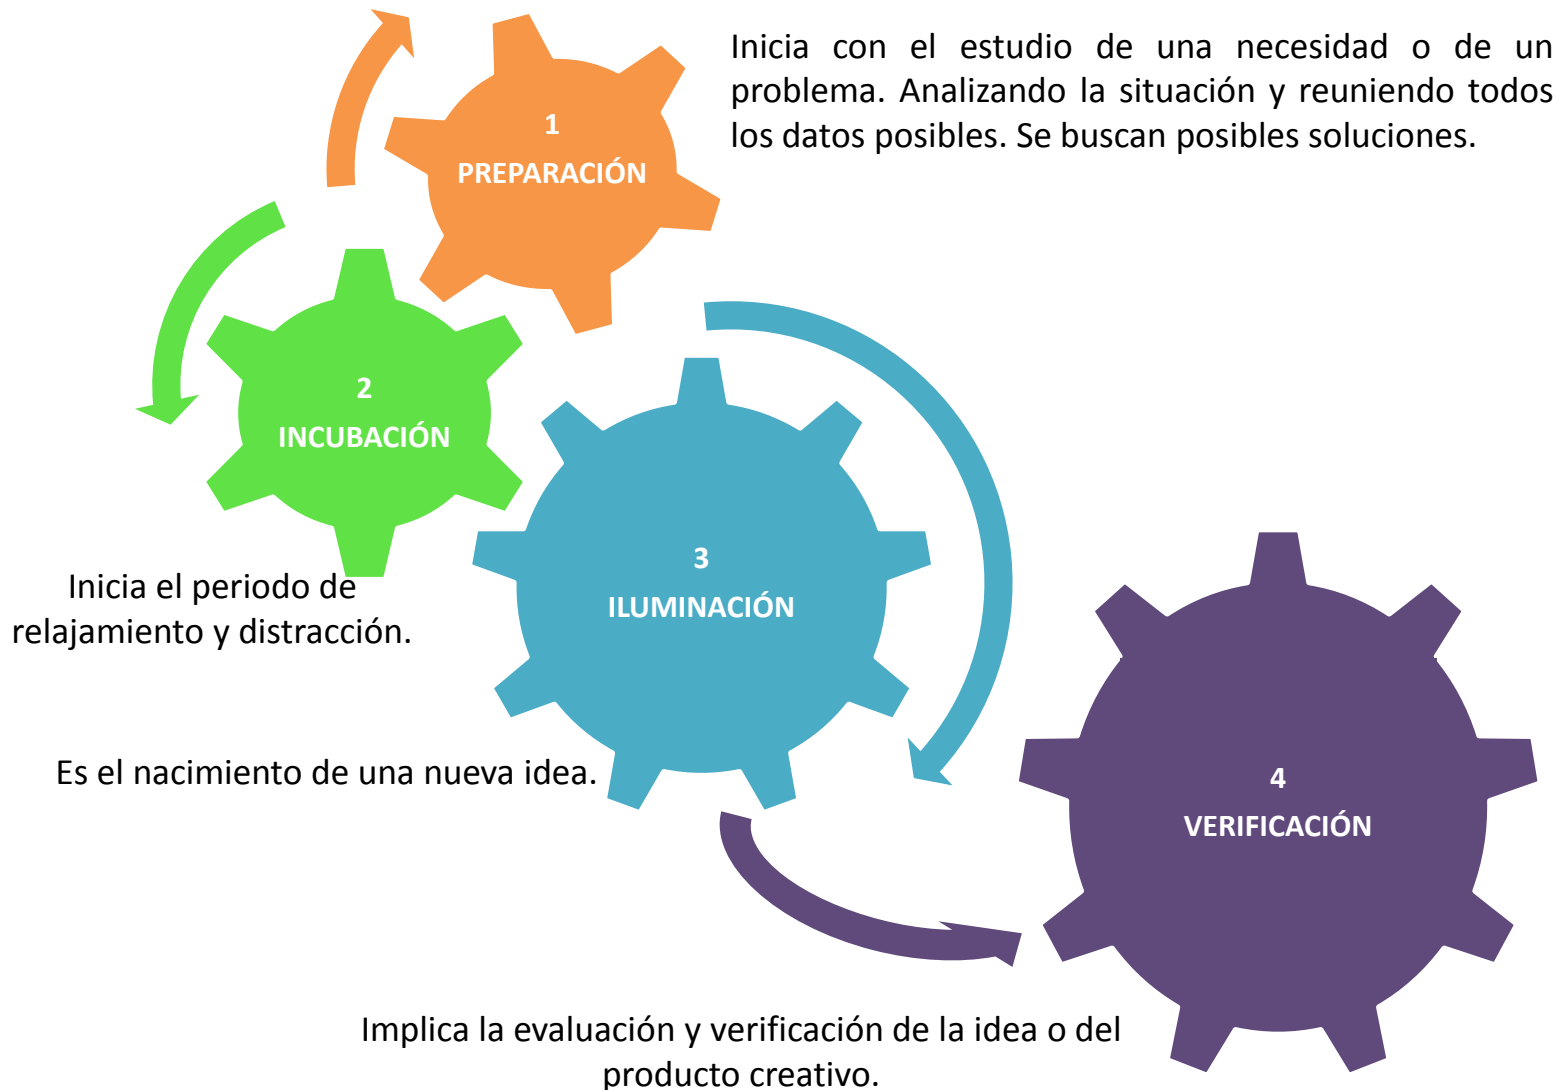 Inicia con el estudio de una necesidad o de un
problema. Analizando la situación y reuniendo todos
los datos posibles. Se buscan posibles soluciones.
1
PREPARACIÓN
2
INCUBACIÓN
Inicia el periodo de
relajamiento y distracción.
3
ILUMINACIÓN
Es el nacimiento de una nueva idea.
4
VERIFICACIÓN
Implica la evaluación y verificación de la idea o del
producto creativo.